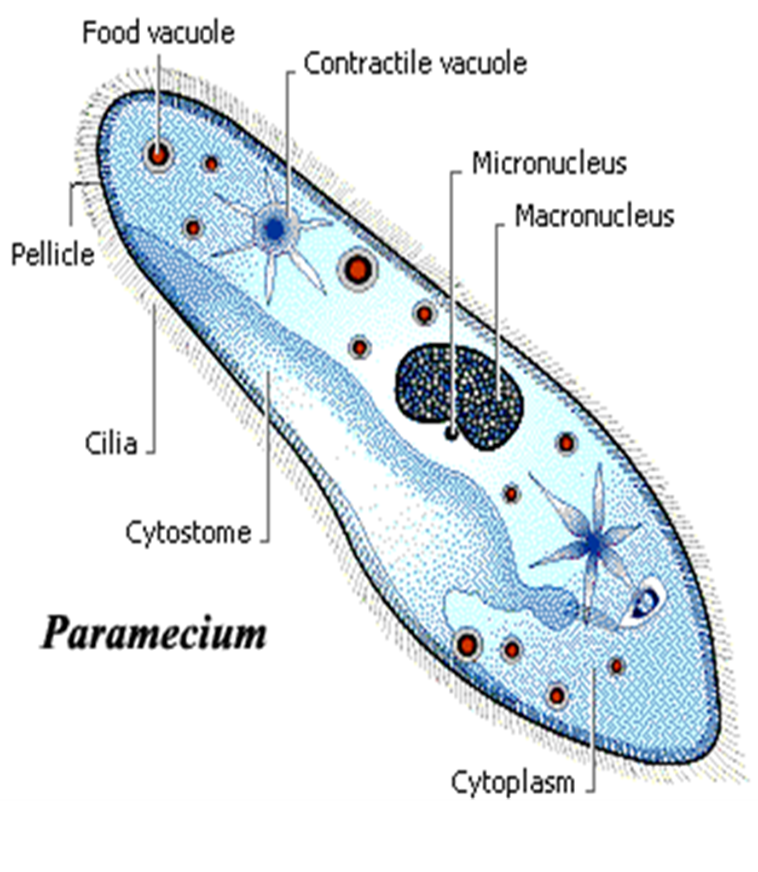 Food vacuole
Contractile vacuole
Micronucleus
Macronucleus
Pellicle
Cilia
Cytostome
Paramecium
Cytoplasm